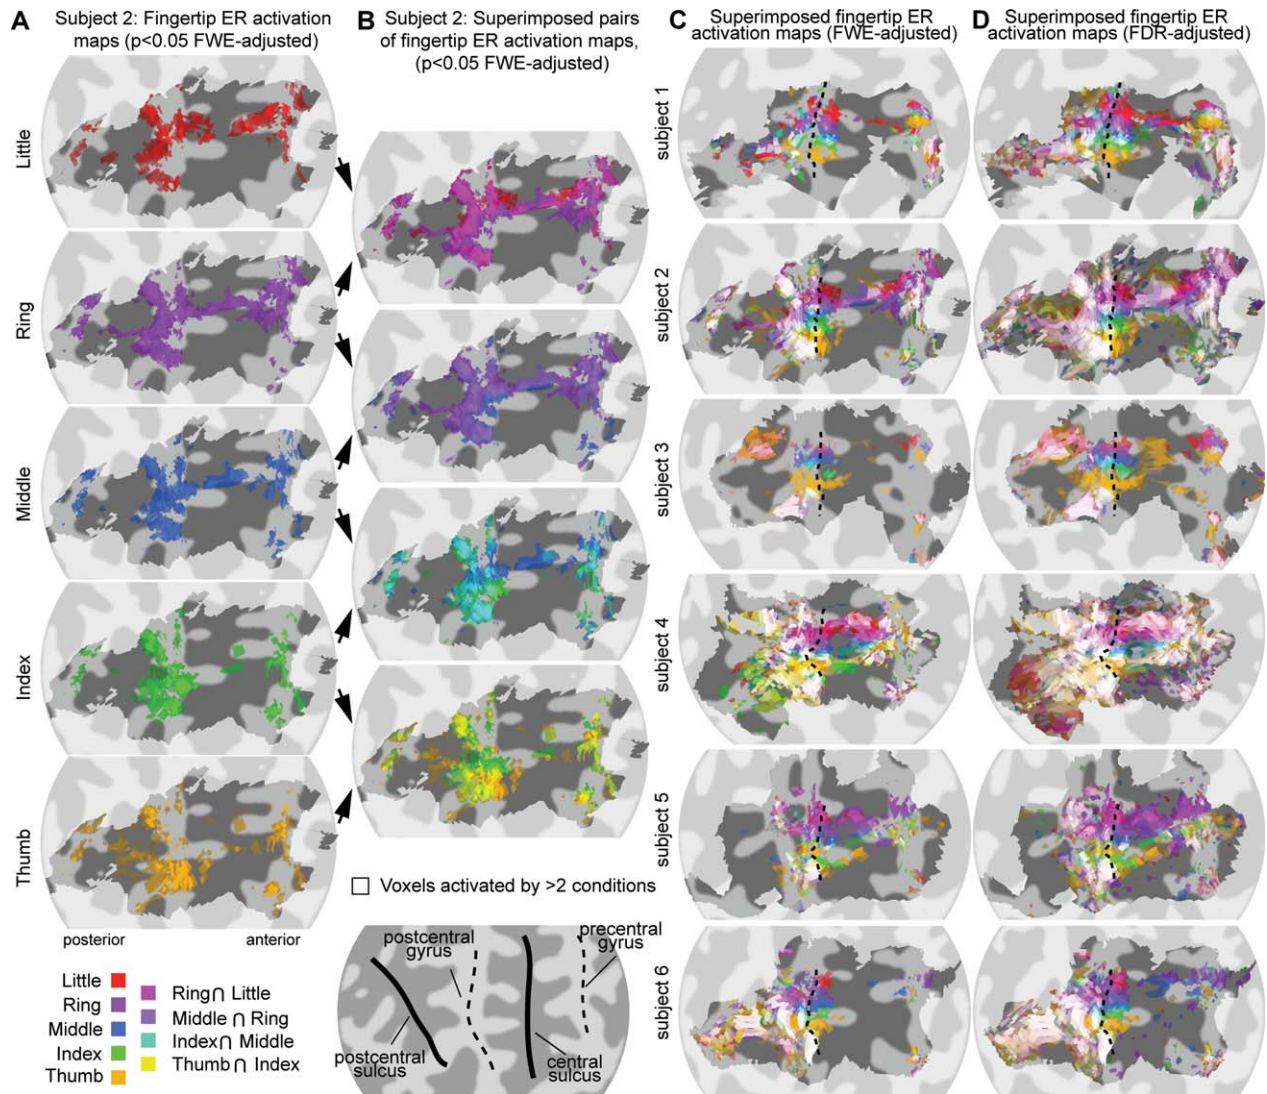 A
Subject 2: Fingertip ER activation
maps (p<0.05 FWE-adjusted)
Little
Ring
Middle
Index
Thumb
posterior
anterior
Little
Ring
Middle
Index
Thumb
Ring∩ Little
Middle ∩ Ring
Index∩ Middle
Thumb∩ Index
B
Subject 2: Superimposed pairs
of fingertip ER activation maps,
(p<0.05 FWE-adjusted)
Voxels activated by >2 conditions
postcentral
gyrus
precentral
gyrus
postcentral
sulcus
central
sulcus
C
Superimposed fingertip ER
activation maps (FWE-adjusted)
D
Superimposed fingertip ER
activation maps (FDR-adjusted)
subject 1
subject 2
subject 3
subject 4
subject 5
subject 6